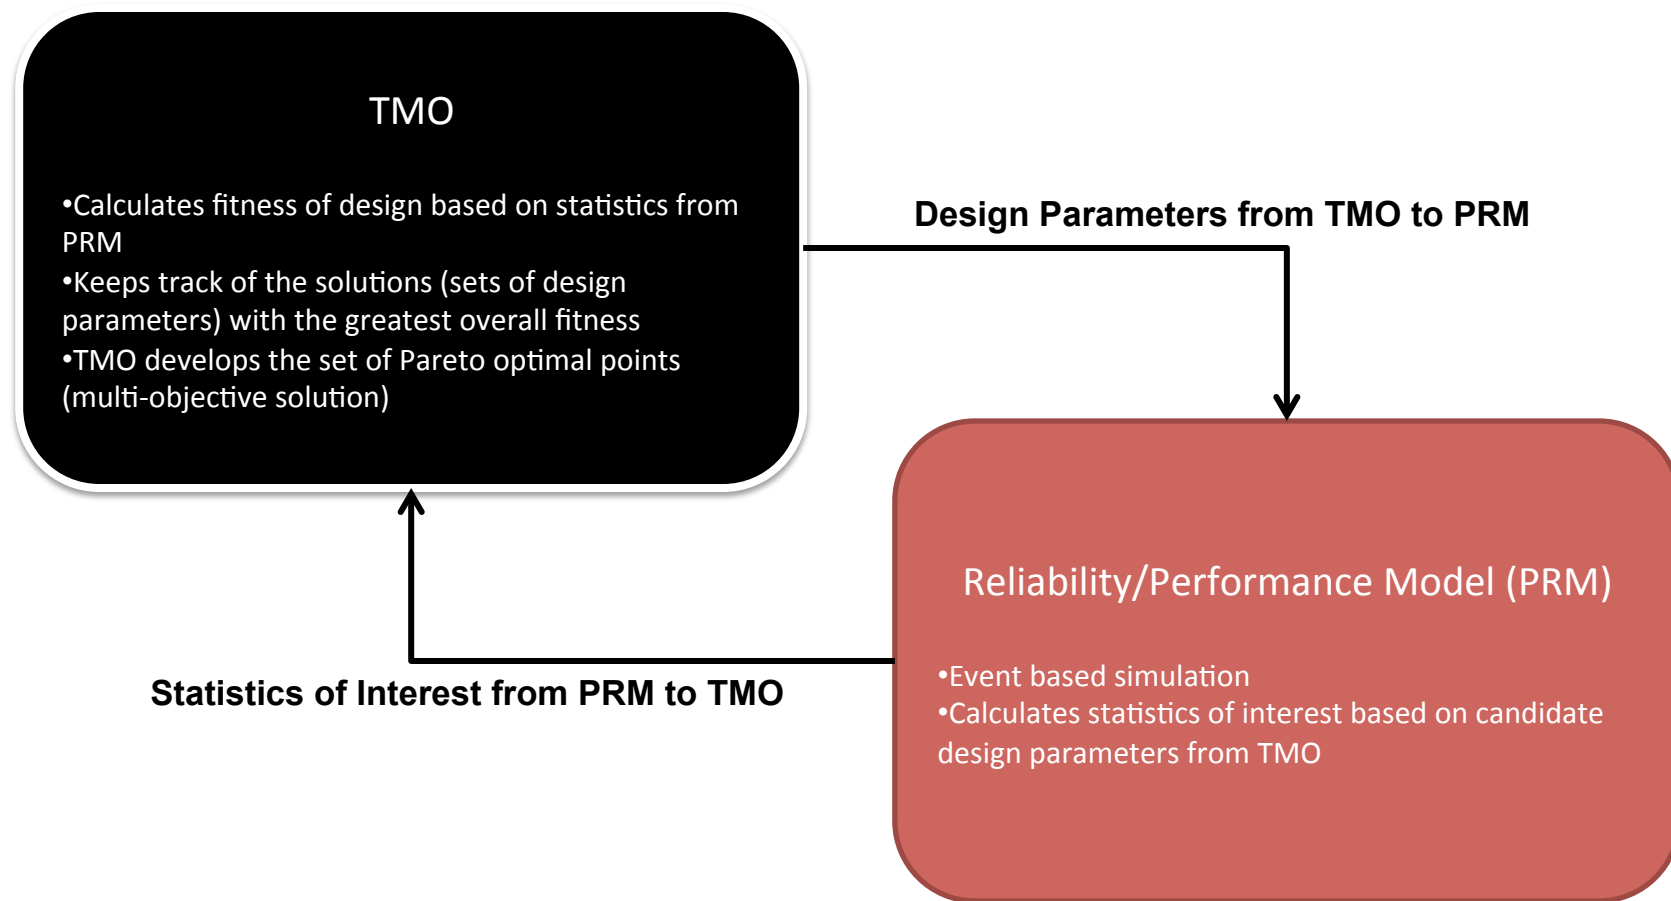 TMO
•Calculates fitness of design based on statistics from
PRM
•Keeps track of the solutions (sets of design
parameters) with the greatest overall fitness
•TMO develops the set of Pareto optimal points
(multi-objective solution)
Design Parameters from TMO to PRM
Statistics of Interest from PRM to TMO
Reliability/Performance Model (PRM)
•Event based simulation
•Calculates statistics of interest based on candidate
design parameters from TMO